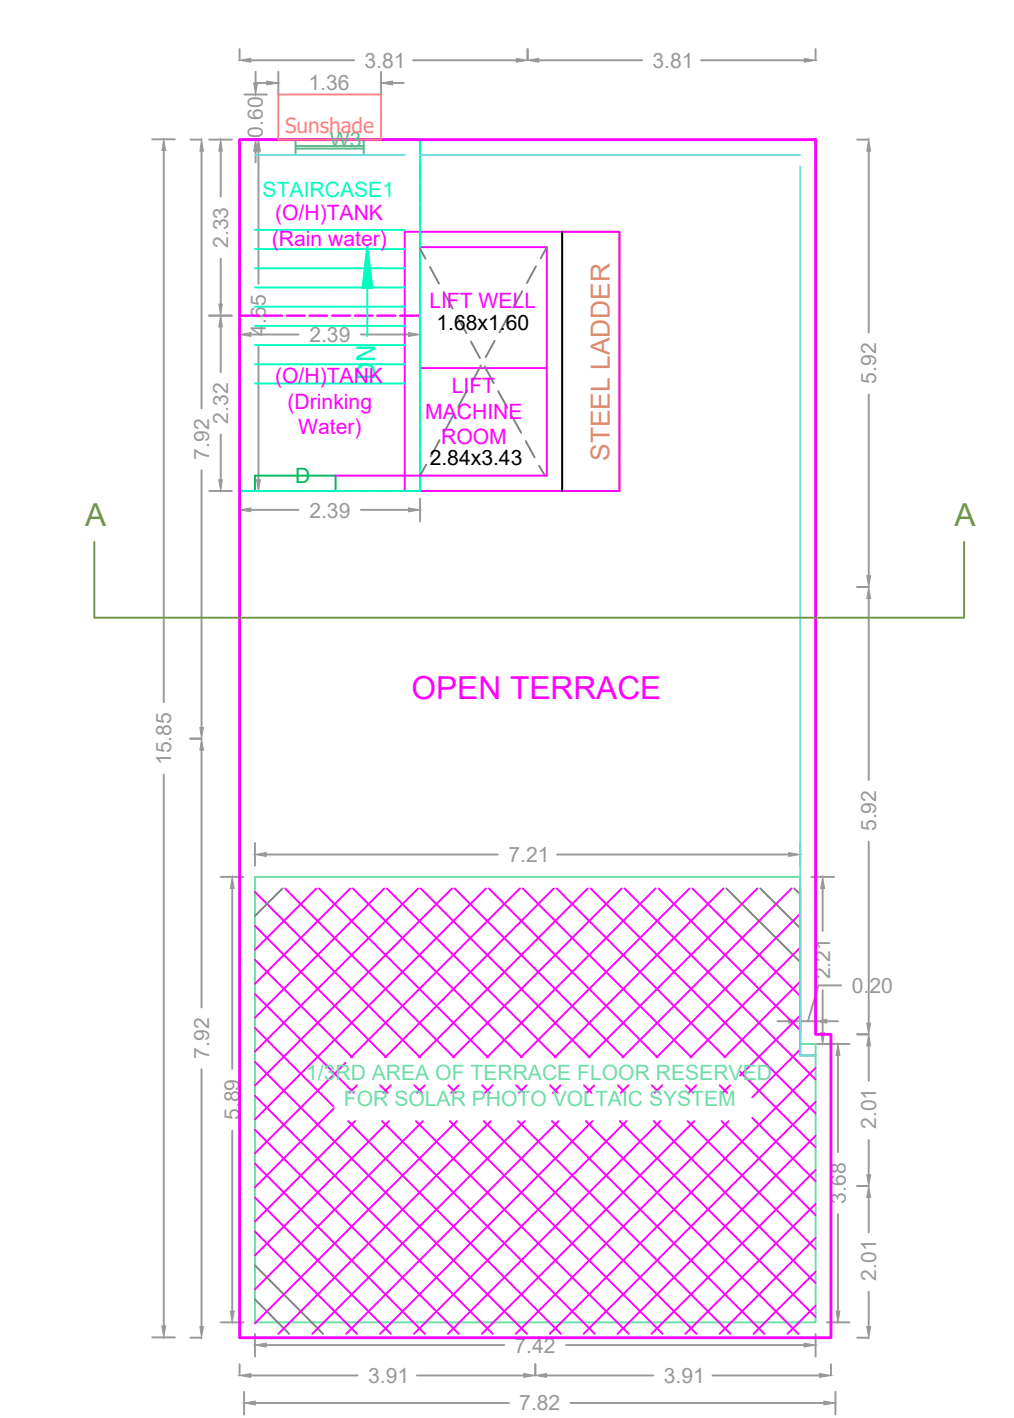 3.81
3.81
1.36
0.60
Sunshade
W3
STAIRCASE1
(O/H)TANK
(Rain water)
2.33
4.65
LIFT WELL
1.68x1.60
2.39
DN
STEEL LADDER
5.92
(O/H)TANK
(Drinking
Water)
2.32
7.92
LIFT
MACHINE
ROOM
2.84x3.43
D
2.39
A
A
OPEN TERRACE
15.85
5.92
7.21
2.21
0.20
7.92
5.89
1/3RD AREA OF TERRACE FLOOR RESERVED
FOR SOLAR PHOTO VOLTAIC SYSTEM
2.01
3.68
2.01
7.42
3.91
3.91
7.82